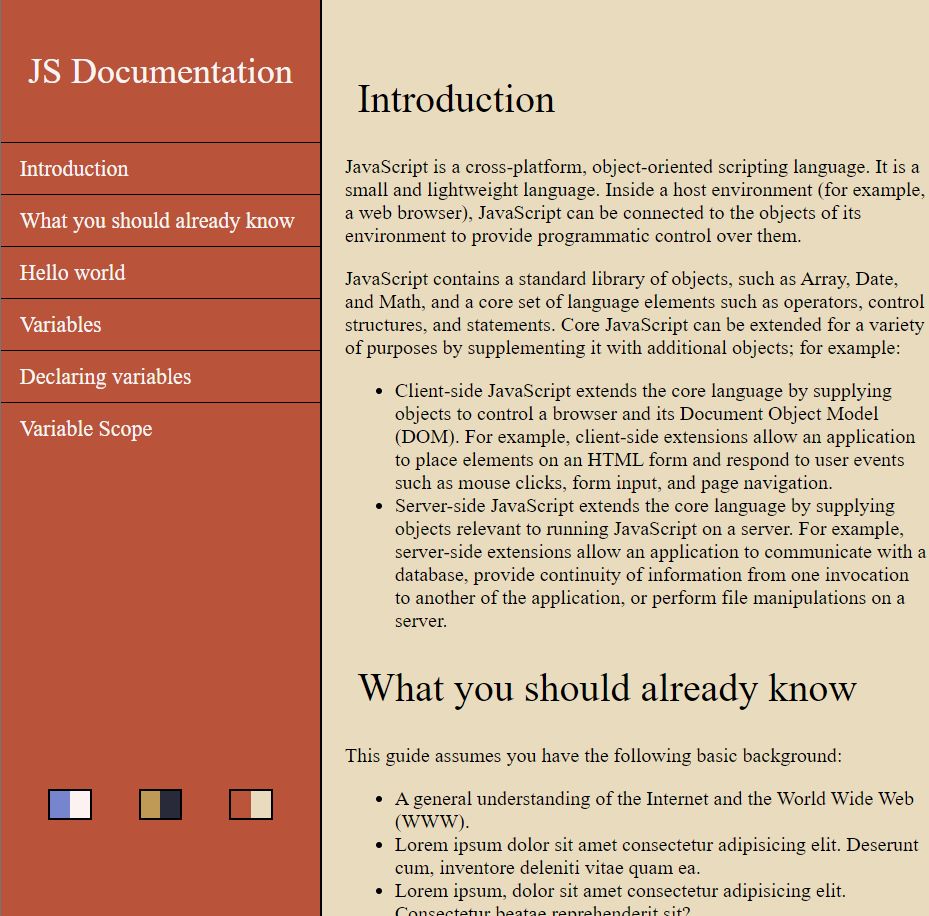 JS Documentation
Introduction
What you should already know
Hello world
Variables
Declaring variables
Variable Scope
Introduction
JavaScript is a cross-platform, object-oriented scripting language. It is a
small and lightweight language. Inside a host environment (for example,
a web browser), JavaScript can be connected to the objects of its
environment to provide programmatic control over them.
JavaScript contains a standard library of objects, such as Array, Date,
and Math, and a core set of language elements such as operators, control
structures, and statements. Core JavaScript can be extended for a variety
of purposes by supplementing it with additional objects; for example:
• Client-side JavaScript extends the core language by supplying
objects to control a browser and its Document Object Model
(DOM). For example, client-side extensions allow an application
to place elements on an HTML form and respond to user events
such as mouse clicks, form input, and page navigation.
• Server-side JavaScript extends the core language by supplying
objects relevant to running JavaScript on a server. For example,
server-side extensions allow an application to communicate with a
database, provide continuity of information from one invocation
to another of the application, or perform file manipulations on a
server.
What you should already know
This guide assumes you have the following basic background:
• A general understanding of the Internet and the World Wide Web
(WWW).
• Lorem ipsum dolor sit amet consectetur adipisicing elit. Deserunt
cum, inventore deleniti vitae quam ea.
• Lorem ipsum, dolor sit amet consectetur adipisicing elit.
Consectetur beatae reprehenderit sit?